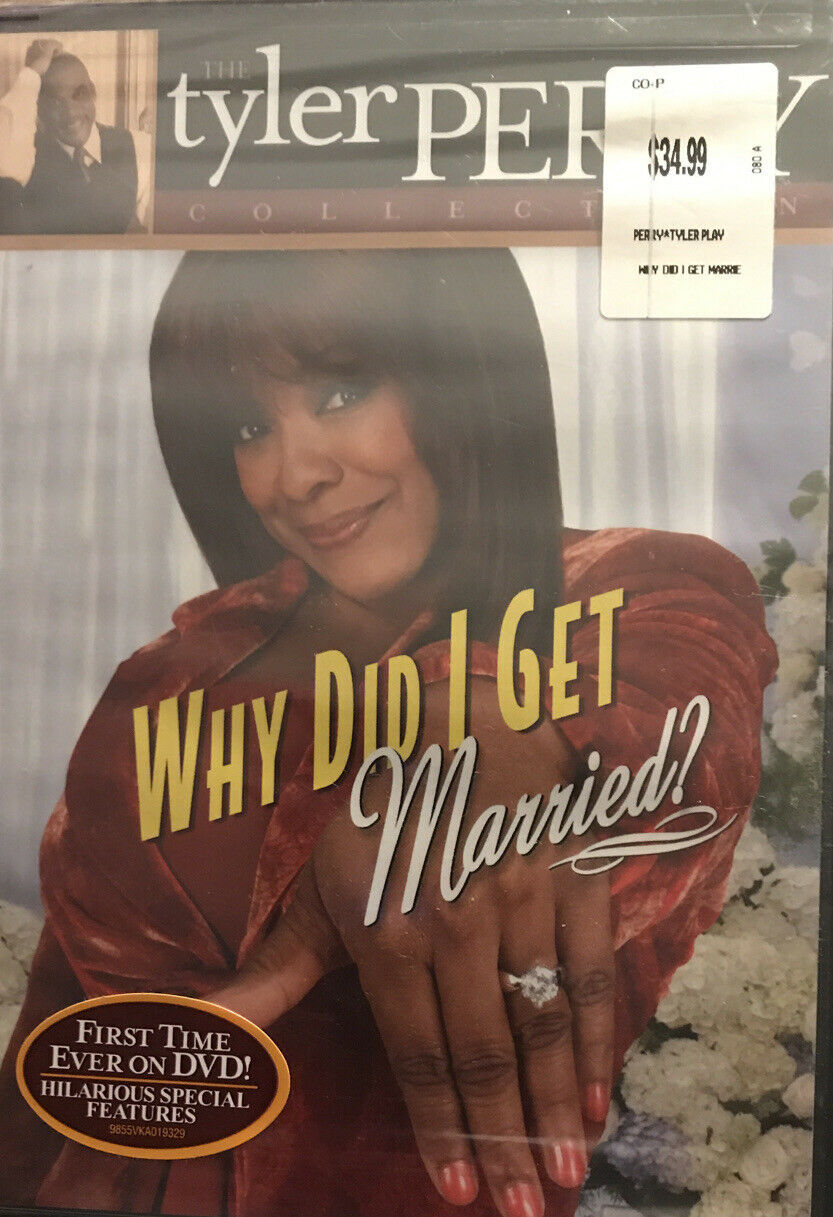 THE
tyler PER Y
COLLECT N
CO-P
$34.99
080 A
PERRY*TYLER PLAY
WHY DID I GET MARRIE
WHY DID I GET
Married?
FIRST TIME
EVER ON DVD!
HILARIOUS SPECIAL
FEATURES
9855VKA019329